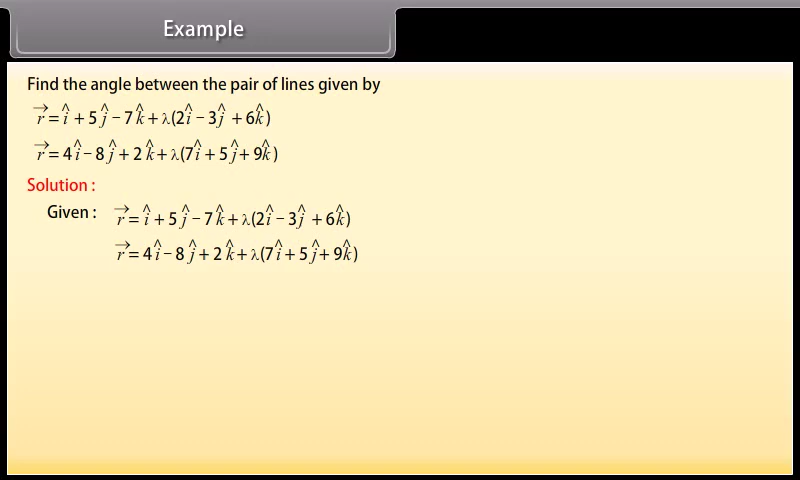 Example
Find the angle between the pair of lines given by
r⃗ = î + 5ĵ − 7k̂ + λ(2î − 3ĵ + 6k̂)
r⃗ = 4î − 8ĵ + 2k̂ + λ(7î + 5ĵ + 9k̂)
Solution :
Given : r⃗ = î + 5ĵ − 7k̂ + λ(2î − 3ĵ + 6k̂)
r⃗ = 4î − 8ĵ + 2k̂ + λ(7î + 5ĵ + 9k̂)